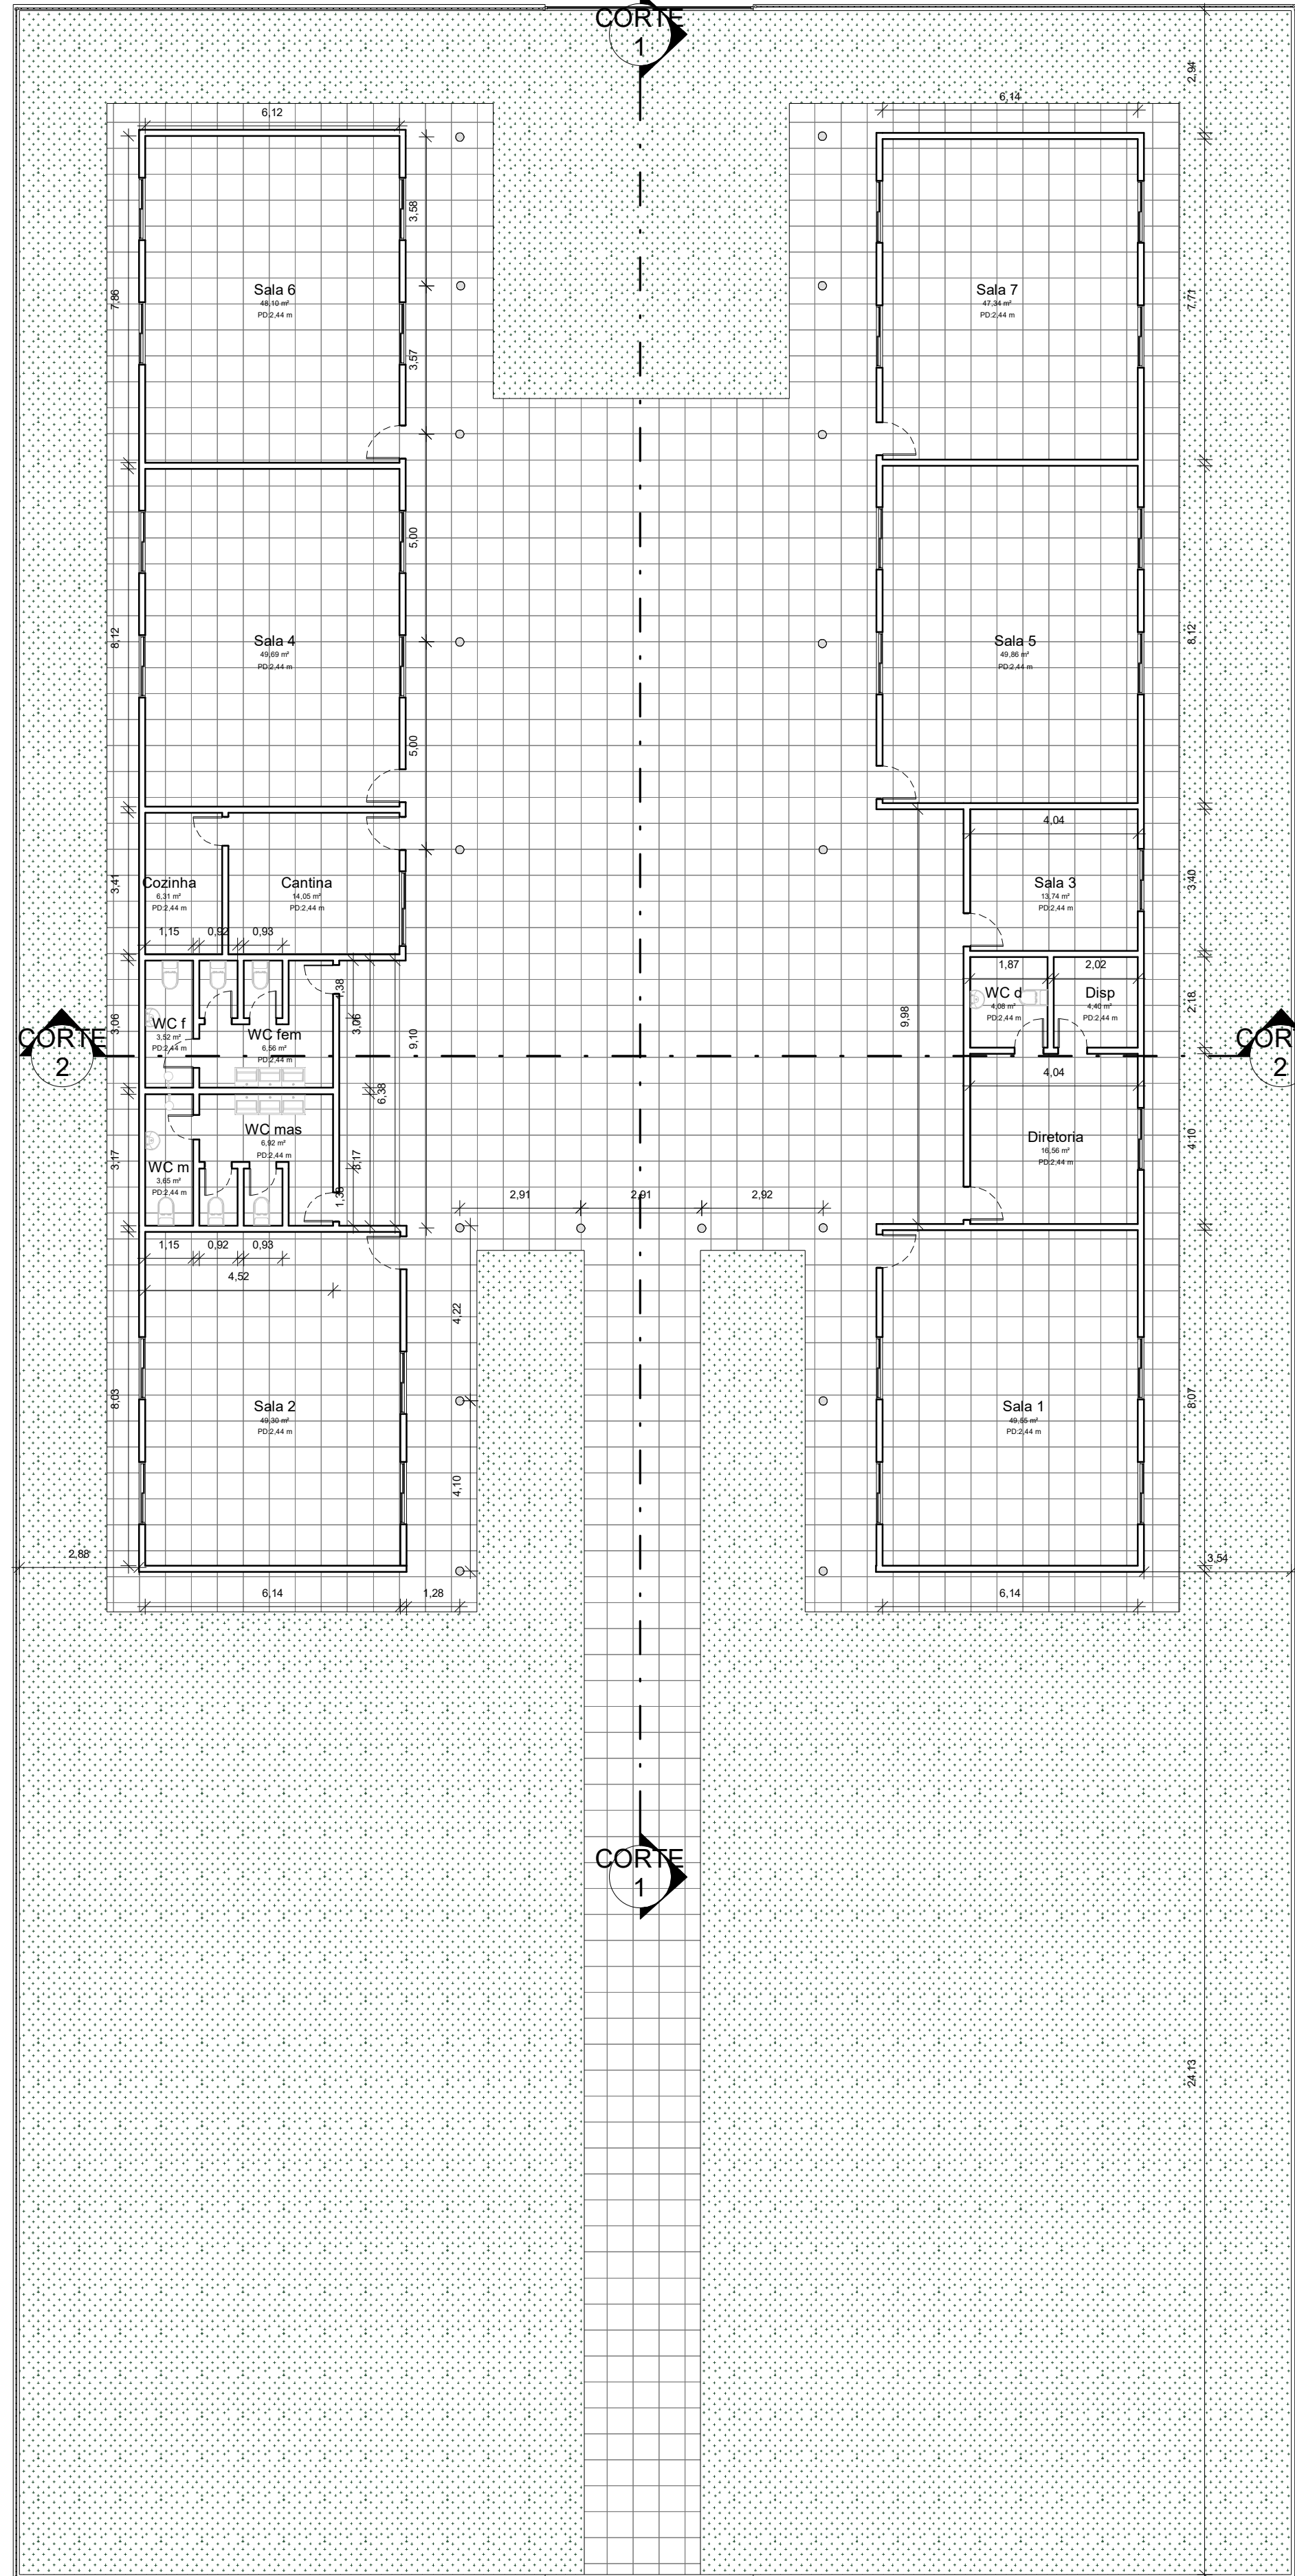 CORTE
1
2,94
6,12
6,14
3,58
Sala 6
48,10 m²
PD:2,44 m
7,86
Sala 7
47,34 m²
PD:2,44 m
7,71
3,57
5,00
Sala 4
49,69 m²
PD:2,44 m
8,12
Sala 5
49,86 m²
PD:2,44 m
8,12
5,00
4,04
Cozinha
6,31 m²
PD:2,44 m
3,41
Cantina
14,05 m²
PD:2,44 m
Sala 3
13,74 m²
PD:2,44 m
3,40
1,15
0,92
0,93
1,87
2,02
1,38
3,06
WC f
3,52 m²
PD:2,44 m
3,06
WC fem
6,56 m²
PD:2,44 m
9,10
9,98
WC d
4,08 m²
PD:2,44 m
Disp
4,40 m²
PD:2,44 m
2,18
CORTE
2
COR
2
4,04
6,38
WC mas
6,92 m²
PD:2,44 m
3,17
WC m
3,65 m²
PD:2,44 m
3,17
1,38
Diretoria
16,56 m²
PD:2,44 m
4,10
2,91
2,91
2,92
1,15
0,92
0,93
4,52
4,22
Sala 2
49,30 m²
PD:2,44 m
8,03
Sala 1
49,55 m²
PD:2,44 m
8,07
4,10
2,88
3,54
6,14
1,28
6,14
CORTE
1
24,13